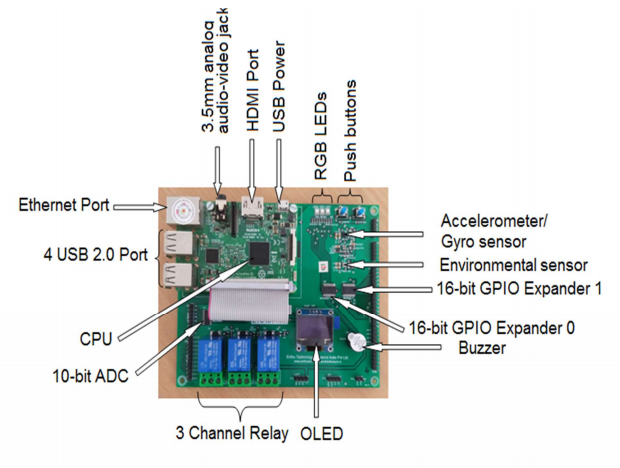 3.5mm analog
audio-video jack
HDMI Port
USB Power
RGB LEDs
Push buttons
Ethernet Port
4 USB 2.0 Port
CPU
10-bit ADC
3 Channel Relay
OLED
Accelerometer/
Gyro sensor
Environmental sensor
16-bit GPIO Expander 1
16-bit GPIO Expander 0
Buzzer